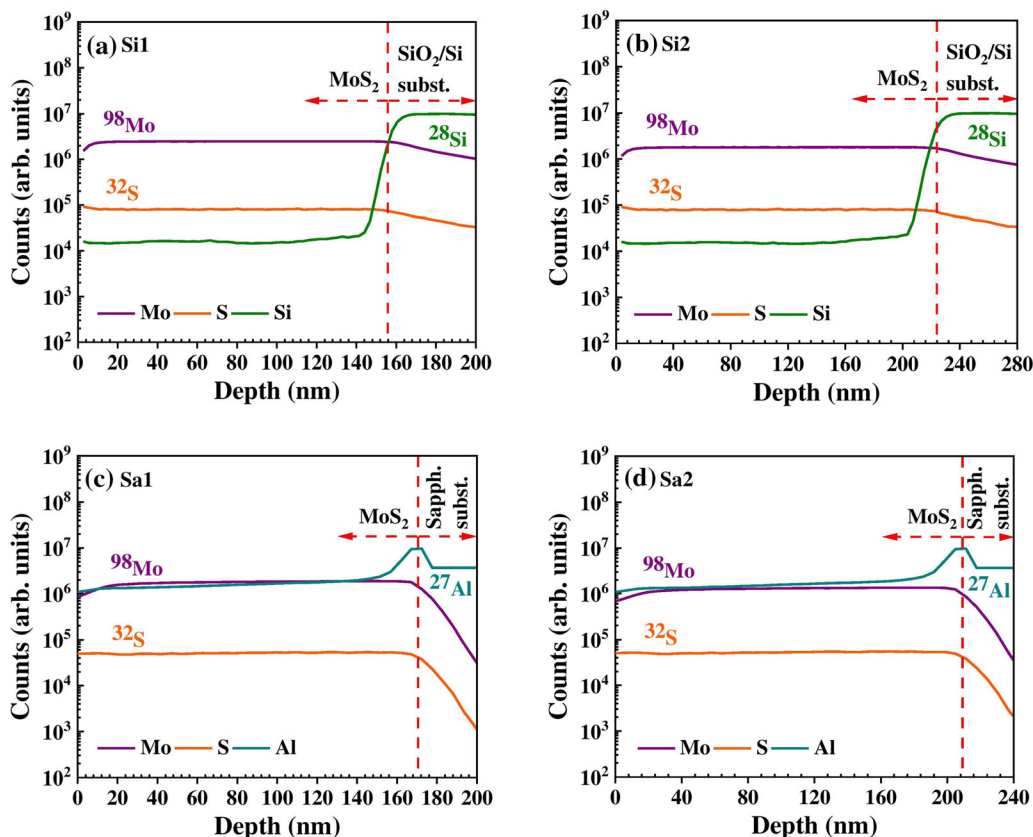 (a) Si1
MoS₂
SiO₂/Si
subst.
⁹⁸Mo
²⁸Si
³²S
Mo S Si
Counts (arb. units)
10⁹
10⁸
10⁷
10⁶
10⁵
10⁴
10³
10²
0 20 40 60 80 100 120 140 160 180 200
Depth (nm)
(b) Si2
MoS₂
SiO₂/Si
subst.
⁹⁸Mo
²⁸Si
³²S
Mo S Si
Counts (arb. units)
10⁹
10⁸
10⁷
10⁶
10⁵
10⁴
10³
10²
0 40 80 120 160 200 240 280
Depth (nm)
(c) Sa1
MoS₂
Sapph.
subst.
⁹⁸Mo
²⁷Al
³²S
Mo S Al
Counts (arb. units)
10⁹
10⁸
10⁷
10⁶
10⁵
10⁴
10³
10²
0 20 40 60 80 100 120 140 160 180 200
Depth (nm)
(d) Sa2
MoS₂
Sapph.
subst.
⁹⁸Mo
²⁷Al
³²S
Mo S Al
Counts (arb. units)
10⁹
10⁸
10⁷
10⁶
10⁵
10⁴
10³
10²
0 40 80 120 160 200 240
Depth (nm)